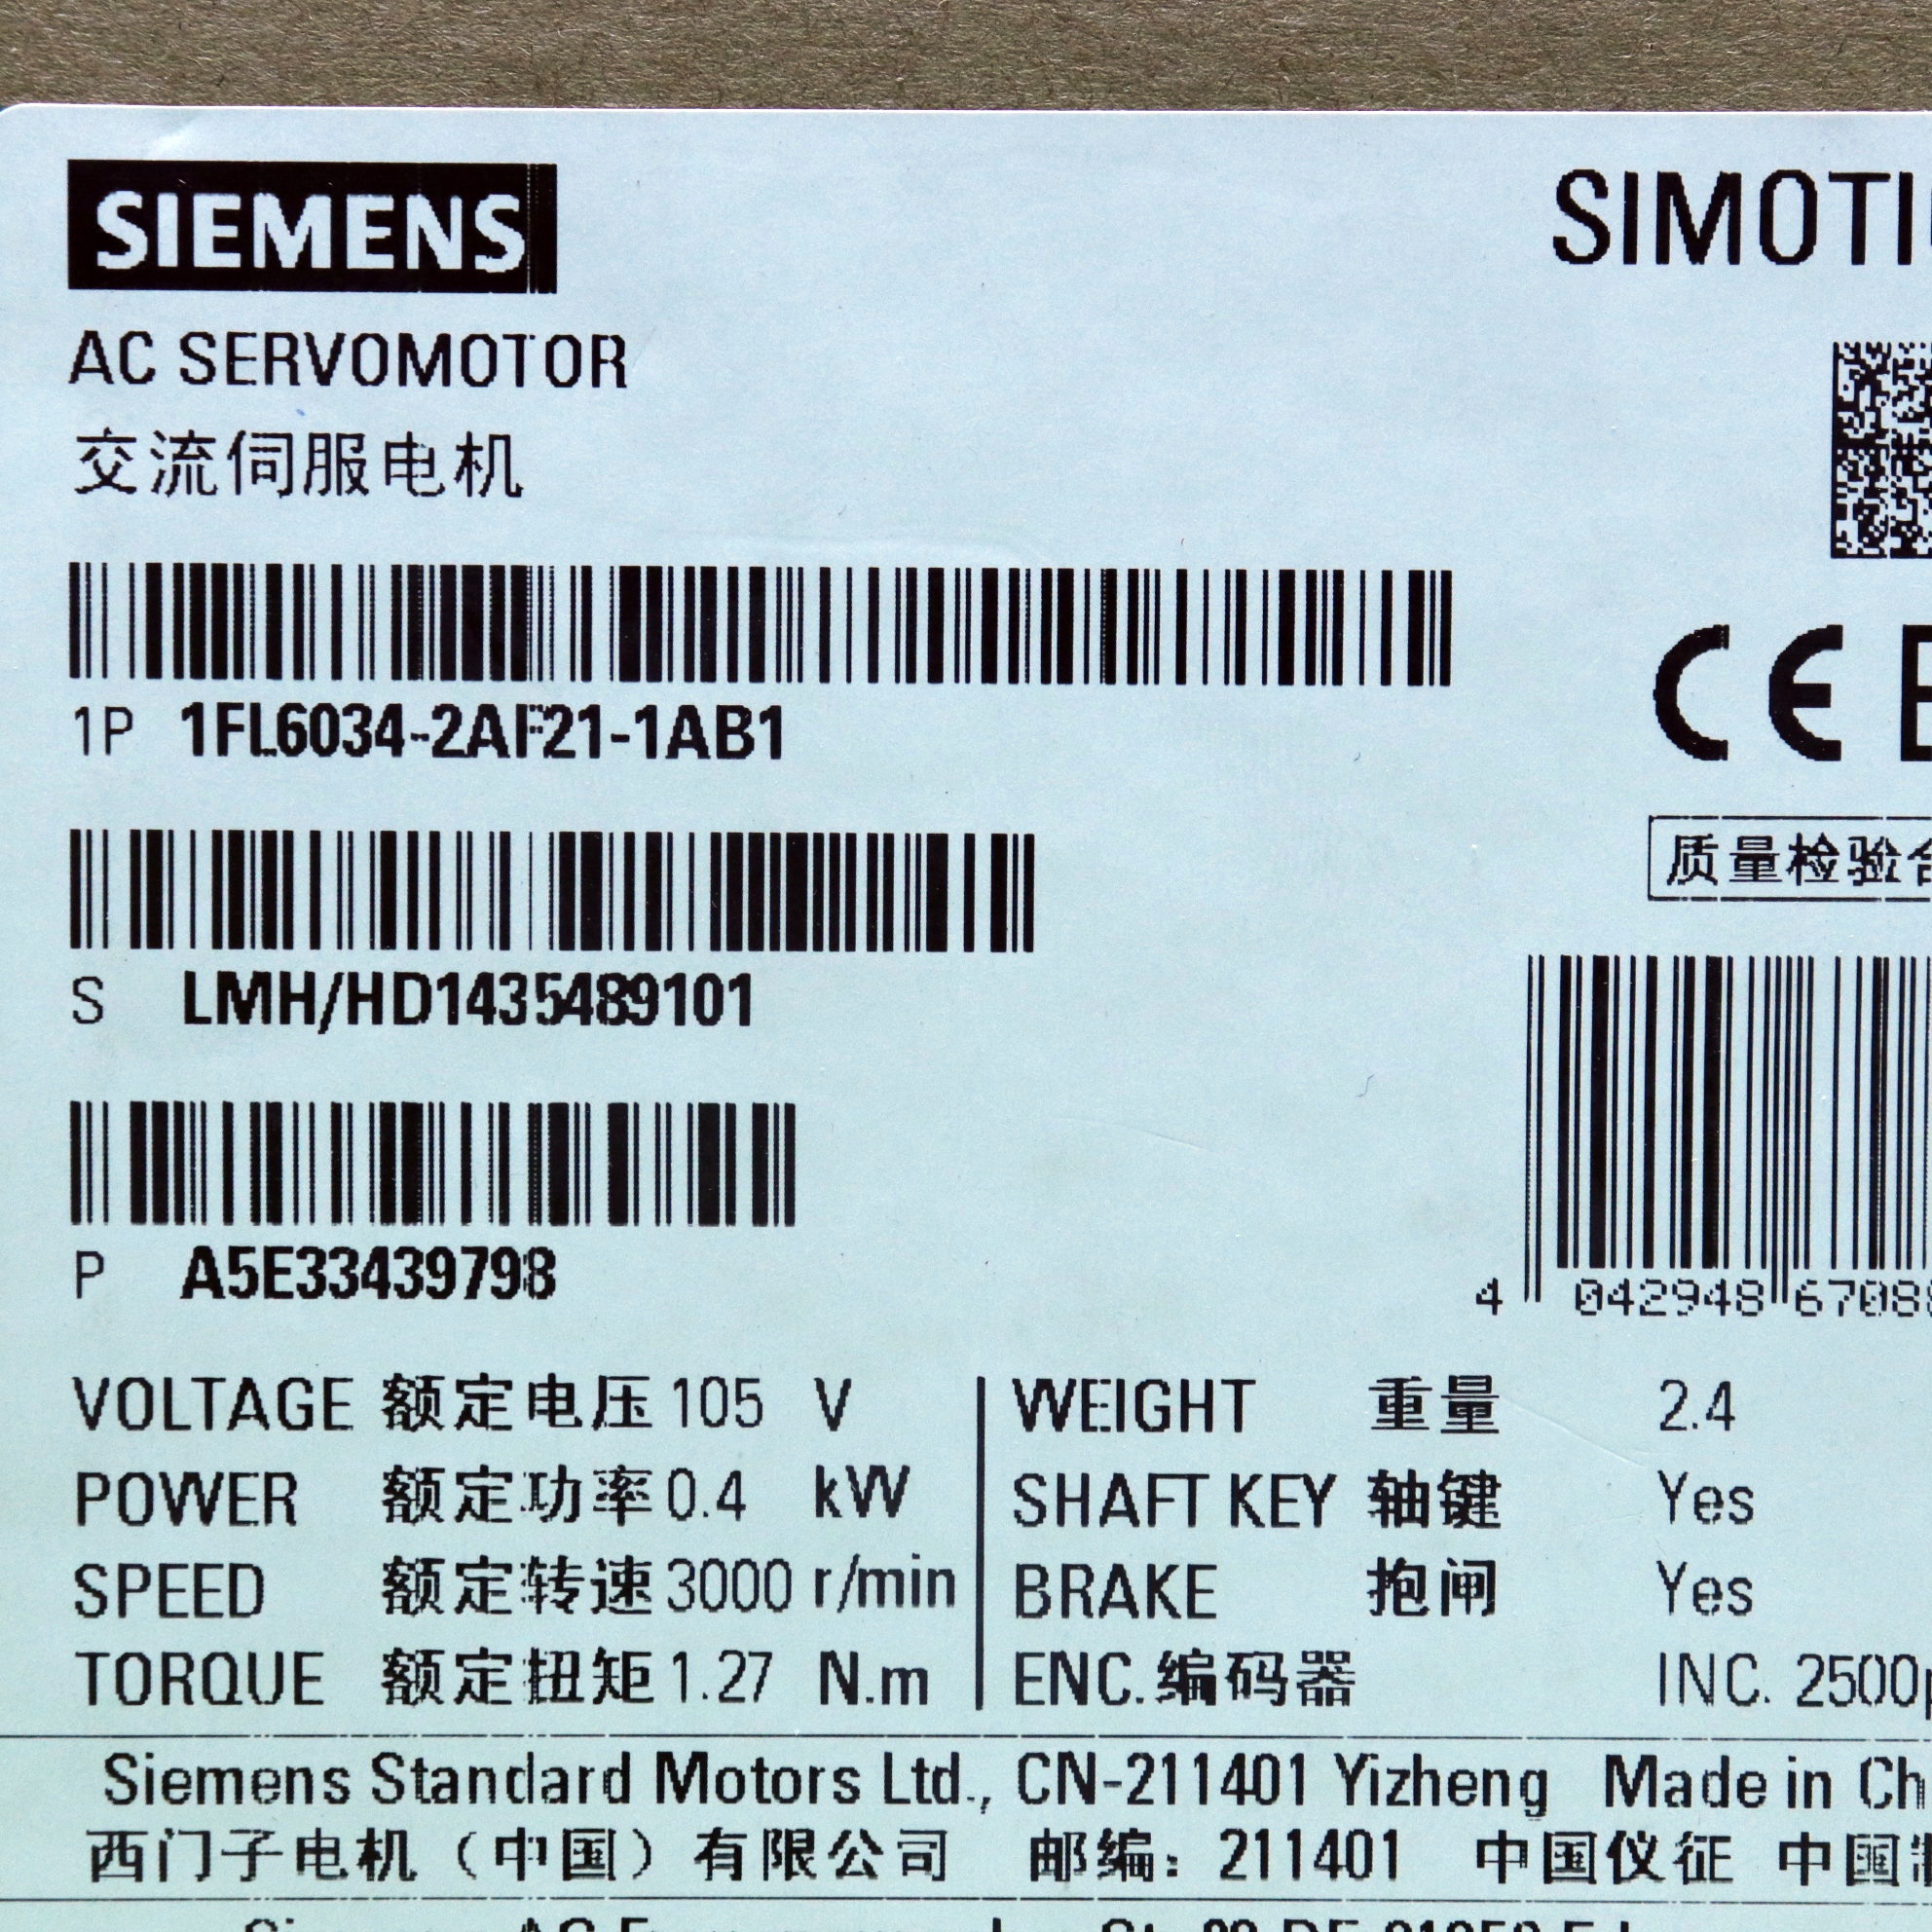 SIEMENS
SIMOTI
AC SERVOMOTOR
交流伺服电机
1P 1FL6034-2AF21-1AB1
CE
质量检验合
S LMH/HD1435489101
P A5E33439798
4 042948 67088
VOLTAGE 额定电压 105 V WEIGHT 重量 2.4
POWER 额定功率 0.4 kW SHAFT KEY 轴键 Yes
SPEED 额定转速 3000 r/min BRAKE 抱闸 Yes
TORQUE 额定扭矩 1.27 N.m ENC. 编码器 INC. 2500
Siemens Standard Motors Ltd., CN-211401 Yizheng Made in Ch
西门子电机（中国）有限公司 邮编：211401 中国仪征 中国制